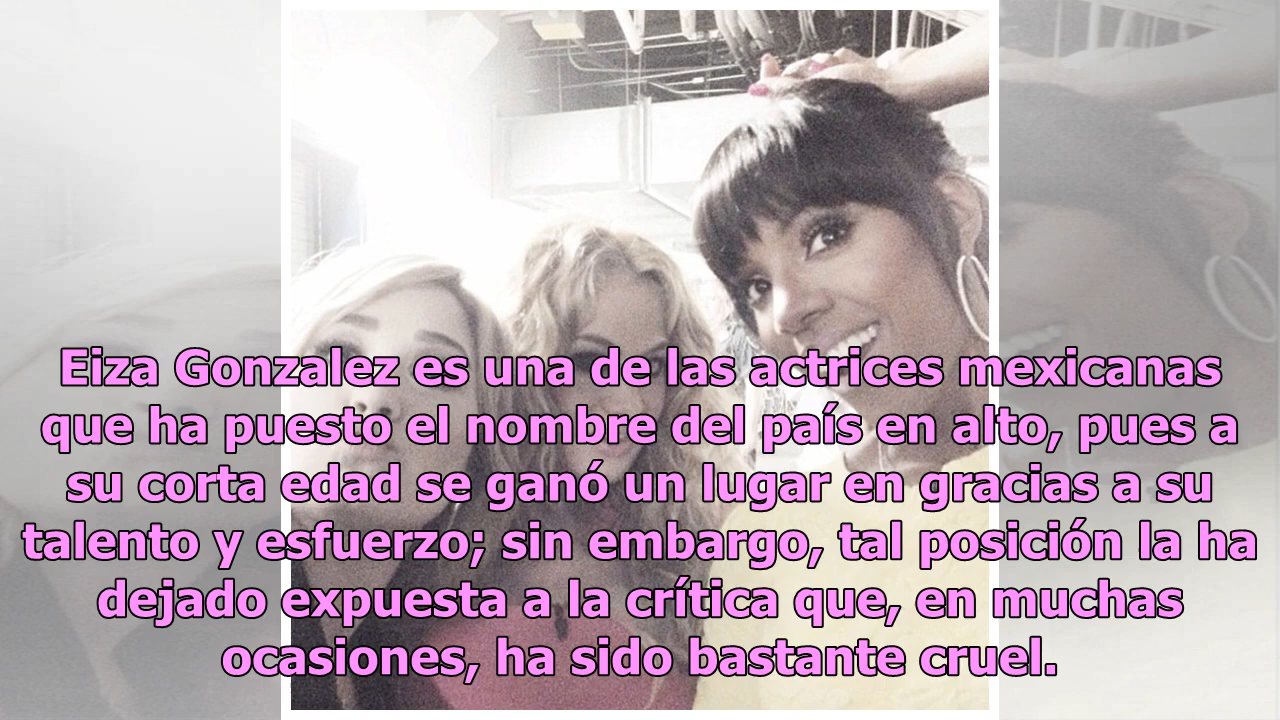 Eiza Gonzalez es una de las actrices mexicanas
que ha puesto el nombre del país en alto, pues a
su corta edad se ganó un lugar en gracias a su
talento y esfuerzo; sin embargo, tal posición la ha
dejado expuesta a la crítica que, en muchas
ocasiones, ha sido bastante cruel.